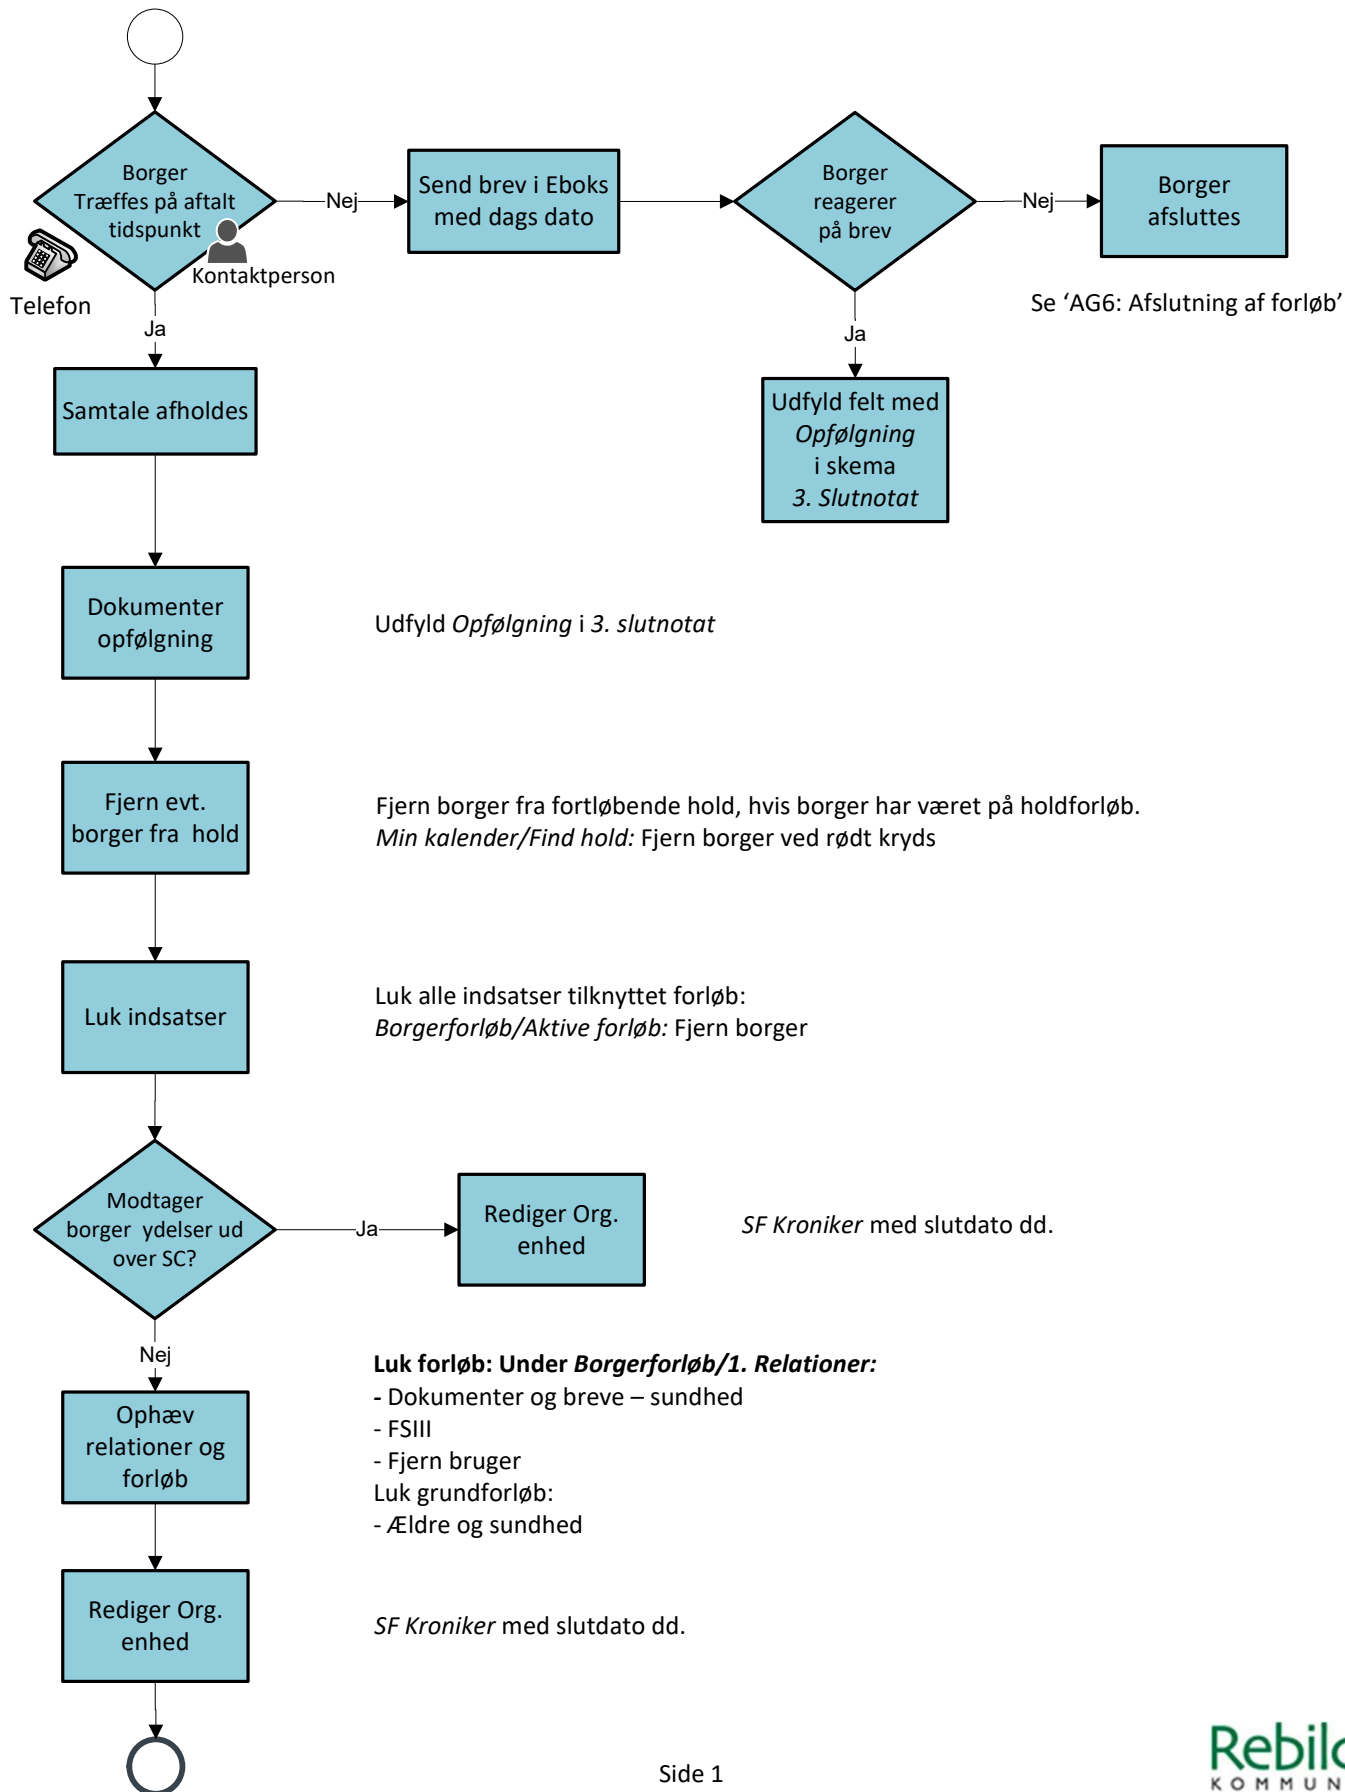 Borger
Træffes på aftalt
tidspunkt
Kontaktperson
Telefon
Nej
Send brev i Eboks
med dags dato
Borger
reagerer
på brev
Nej
Borger
afsluttes
Se ‘AG6: Afslutning af forløb’
Ja
Udfyld felt med
Opfølgning
i skema
3. Slutnotat
Ja
Samtale afholdes
Dokumenter
opfølgning
Udfyld Opfølgning i 3. slutnotat
Fjern evt.
borger fra hold
Fjern borger fra fortløbende hold, hvis borger har været på holdforløb.
Min kalender/Find hold: Fjern borger ved rødt kryds
Luk indsatser
Luk alle indsatser tilknyttet forløb:
Borgerforløb/Aktive forløb: Fjern borger
Modtager
borger ydelser ud
over SC?
Ja
Rediger Org.
enhed
SF Kroniker med slutdato dd.
Nej
Ophæv
relationer og
forløb
Luk forløb: Under Borgerforløb/1. Relationer:
- Dokumenter og breve – sundhed
- FSIII
- Fjern bruger
Luk grundforløb:
- Ældre og sundhed
Rediger Org.
enhed
SF Kroniker med slutdato dd.
Side 1